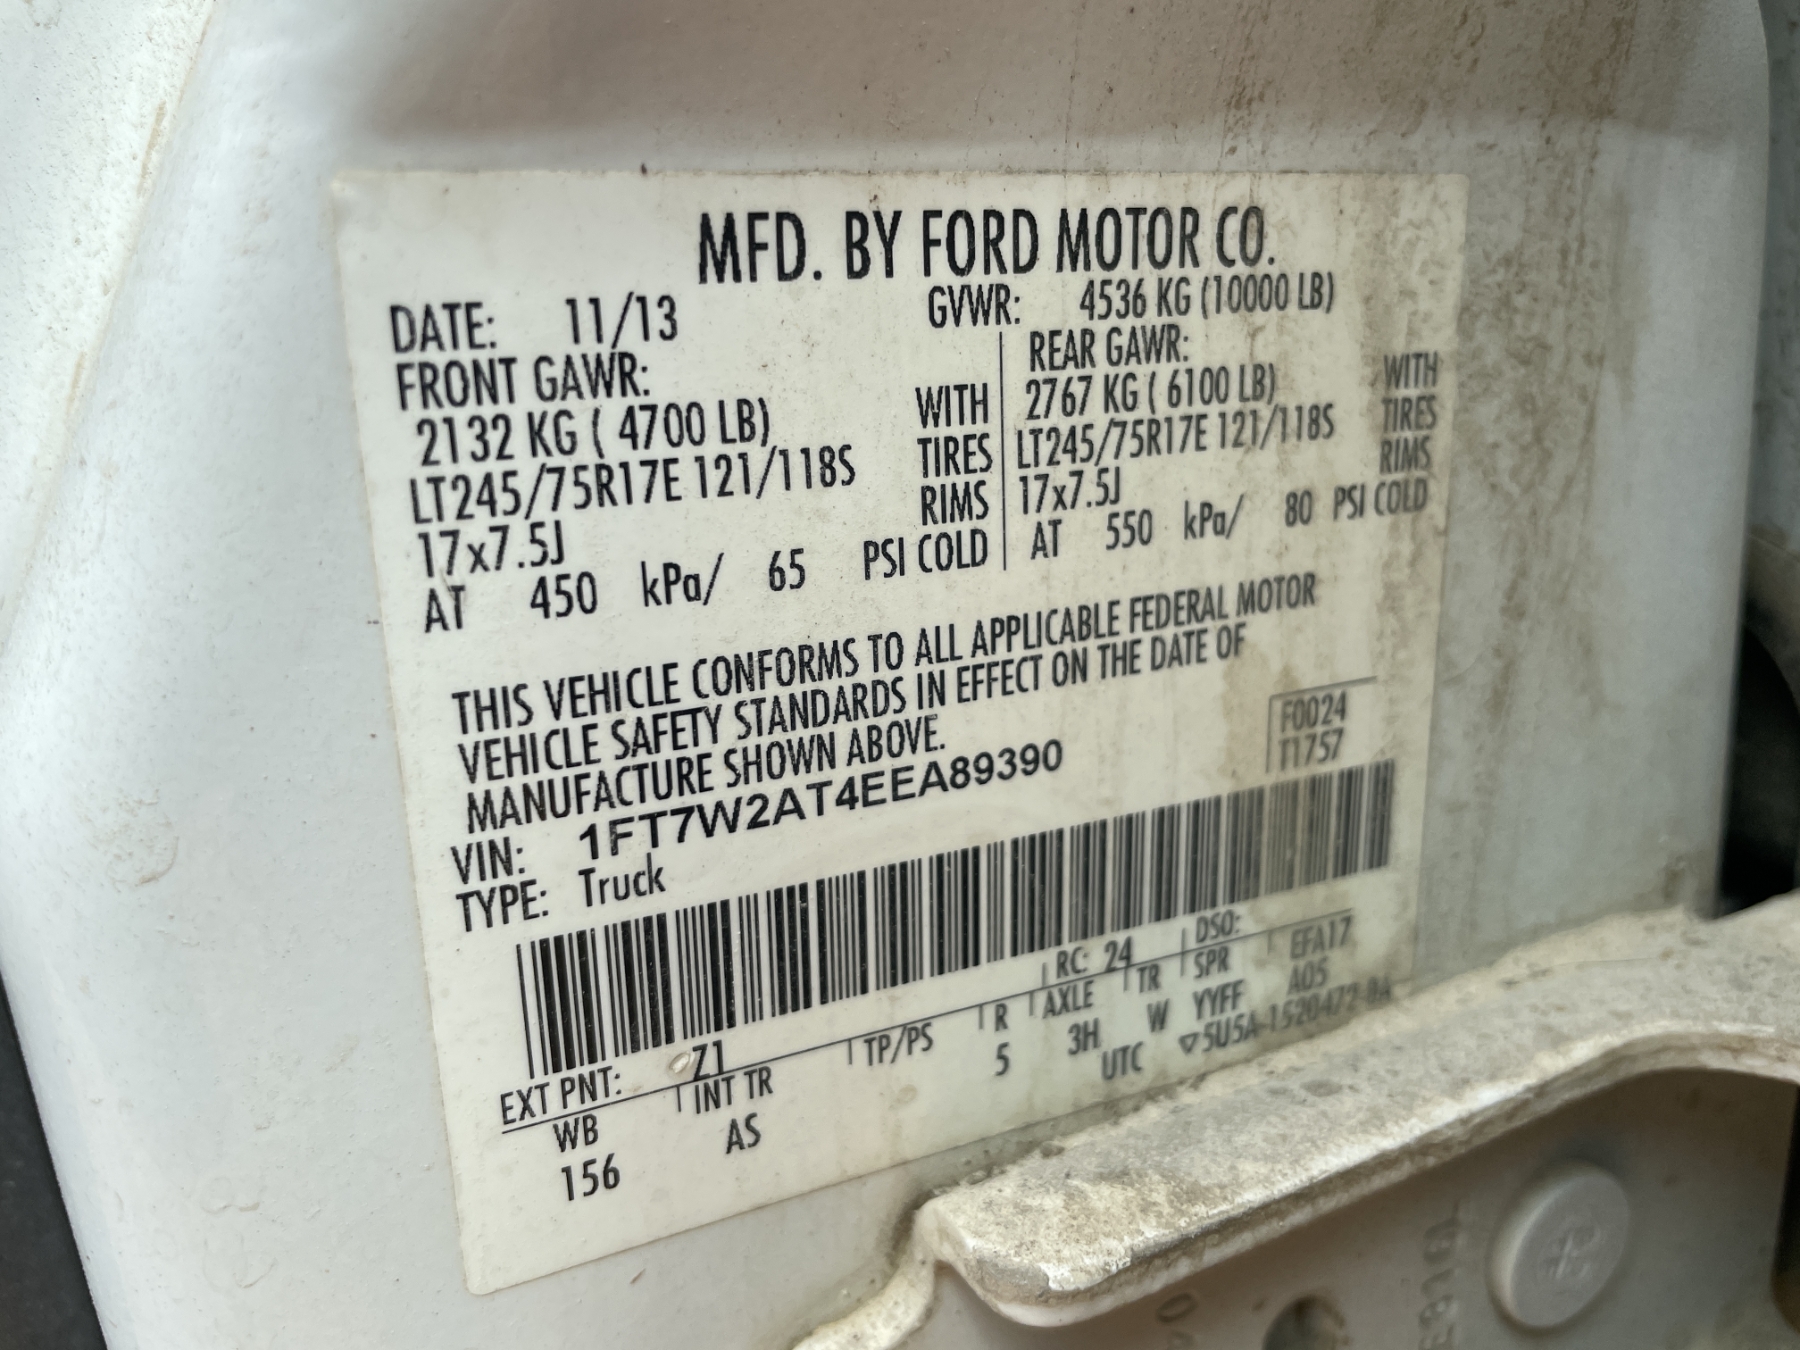 MFD. BY FORD MOTOR CO.
DATE: 11/13 GVWR: 4536 KG (10000 LB)
FRONT GAWR: REAR GAWR:
2132 KG ( 4700 LB) WITH 2767 KG ( 6100 LB) WITH
LT245/75R17E 121/118S TIRES LT245/75R17E 121/118S TIRES
17x7.5J RIMS 17x7.5J RIMS
AT 450 kPa/ 65 PSI COLD AT 550 kPa/ 80 PSI COLD
THIS VEHICLE CONFORMS TO ALL APPLICABLE FEDERAL MOTOR
VEHICLE SAFETY STANDARDS IN EFFECT ON THE DATE OF
MANUFACTURE SHOWN ABOVE.
F0024
T1757
VIN: 1FT7W2AT4EEA89390
TYPE: Truck
EXT PNT: Z1 RC: 24 DSO:
WB INT TR TP/PS R AXLE TR SPR EFA17
156 AS 5 3H W YYFF A05
UTC ▽5U5A-1520472-BA